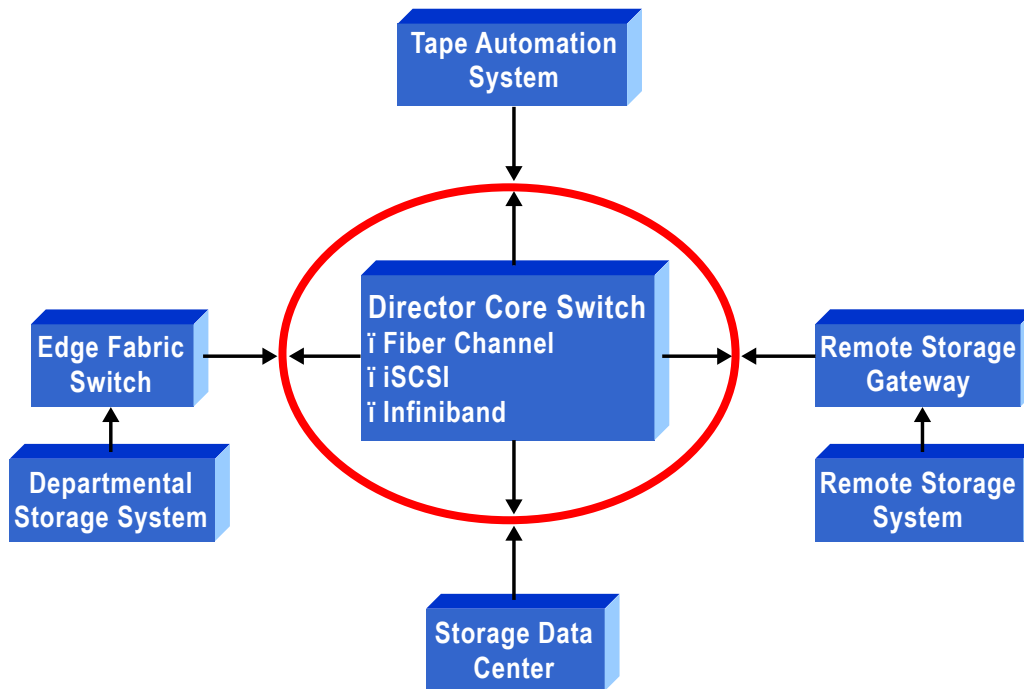 Tape Automation
System
Director Core Switch
ï Fiber Channel
ï iSCSI
ï Infiniband
Edge Fabric
Switch
Departmental
Storage System
Remote Storage
Gateway
Remote Storage
System
Storage Data
Center